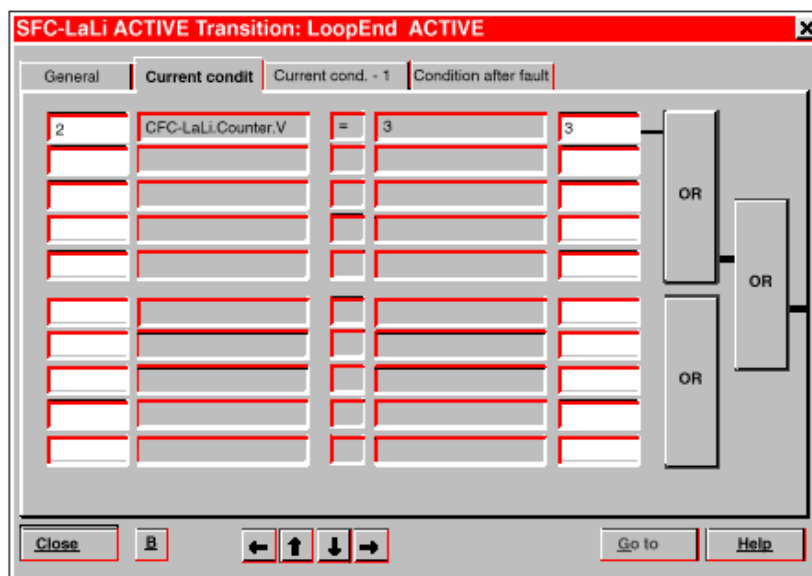 SFC-LaLi ACTIVE Transition: LoopEnd ACTIVE
General Current condit Current cond. - 1 Condition after fault
2 CFC-LaLi.Counter.V = 3 3
OR
OR
OR
Close B Go to Help